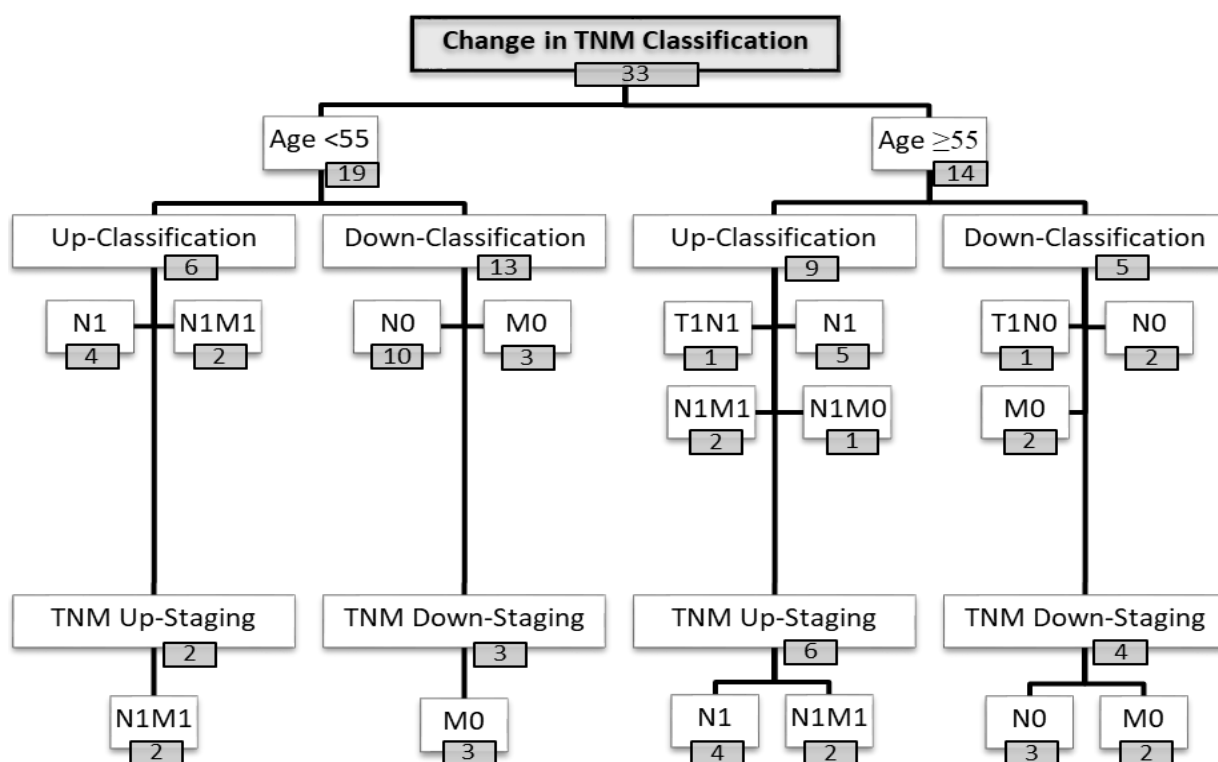 Change in TNM Classification
33
Age <55
19
Age ≥55
14
Up-Classification
6
Down-Classification
13
Up-Classification
9
Down-Classification
5
N1
4
N1M1
2
N0
10
M0
3
T1N1
1
N1
5
T1N0
1
N0
2
N1M1
2
N1M0
1
M0
2
TNM Up-Staging
2
TNM Down-Staging
3
TNM Up-Staging
6
TNM Down-Staging
4
N1M1
2
M0
3
N1
4
N1M1
2
N0
3
M0
2